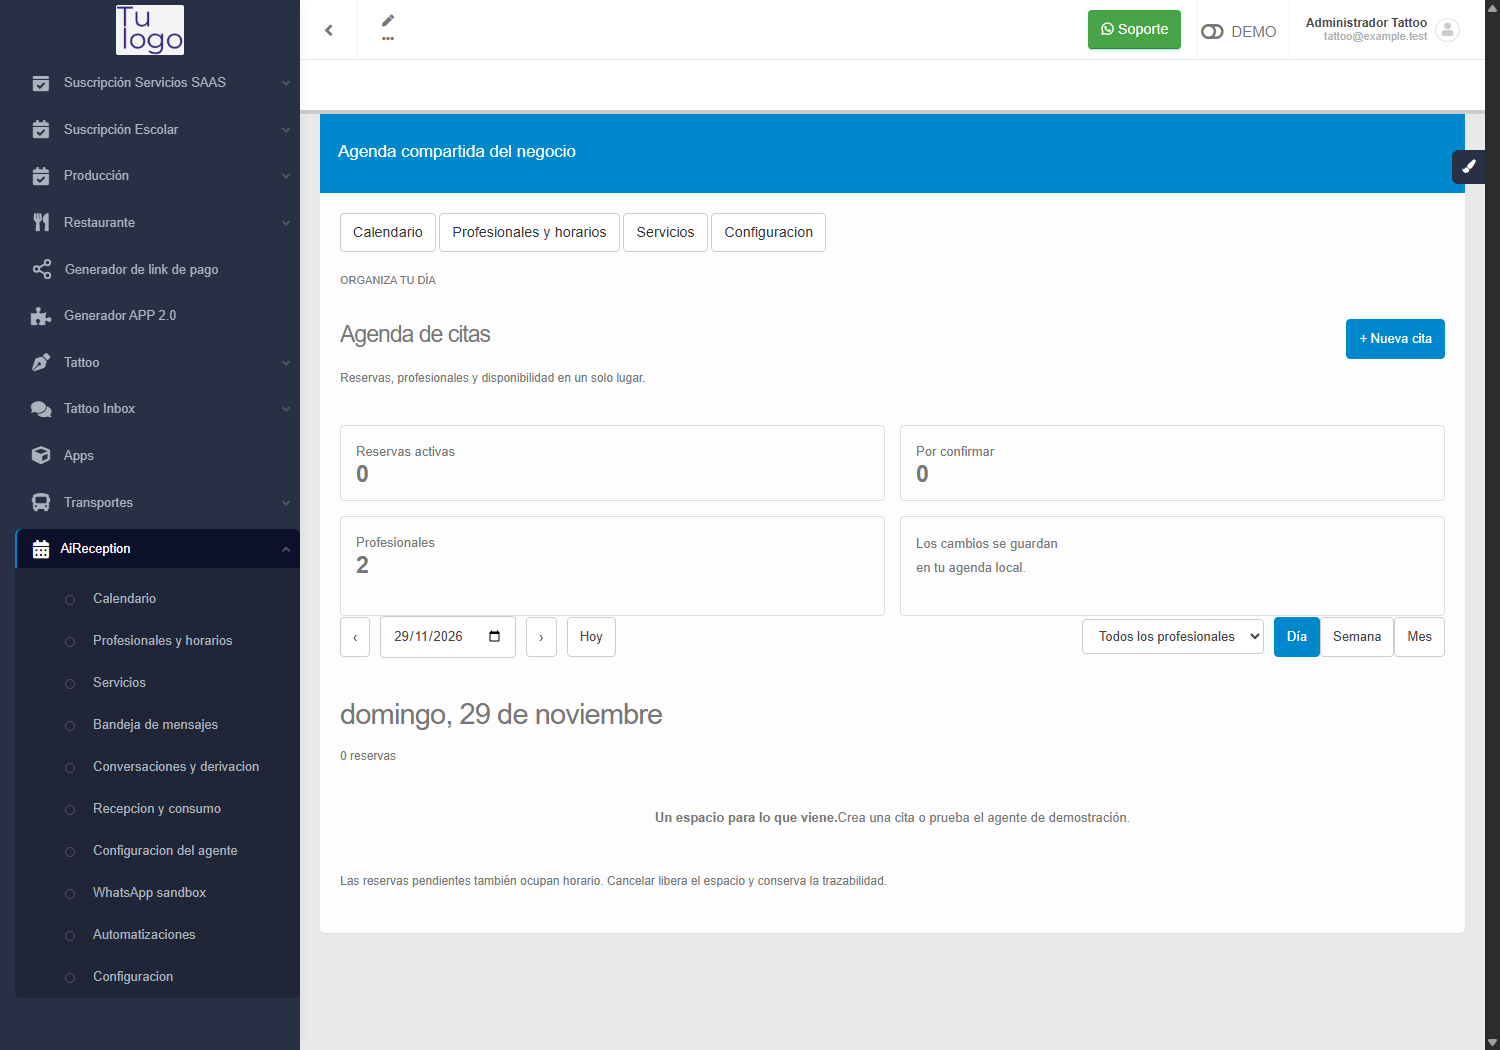 Tu
logo
Suscripción Servicios SAAS
Suscripción Escolar
Producción
Restaurante
Generador de link de pago
Generador APP 2.0
Tattoo
Tattoo Inbox
Apps
Transportes
AiReception
Calendario
Profesionales y horarios
Servicios
Bandeja de mensajes
Conversaciones y derivacion
Recepcion y consumo
Configuracion del agente
WhatsApp sandbox
Automatizaciones
Configuracion
Soporte
DEMO
Administrador Tattoo
tattoo@example.test
Agenda compartida del negocio
Calendario Profesionales y horarios Servicios Configuracion
ORGANIZA TU DÍA
Agenda de citas
+ Nueva cita
Reservas, profesionales y disponibilidad en un solo lugar.
Reservas activas
0
Por confirmar
0
Profesionales
2
Los cambios se guardan
en tu agenda local.
‹ 29/11/2026 › Hoy Todos los profesionales Día Semana Mes
domingo, 29 de noviembre
0 reservas
Un espacio para lo que viene.Crea una cita o prueba el agente de demostración.
Las reservas pendientes también ocupan horario. Cancelar libera el espacio y conserva la trazabilidad.